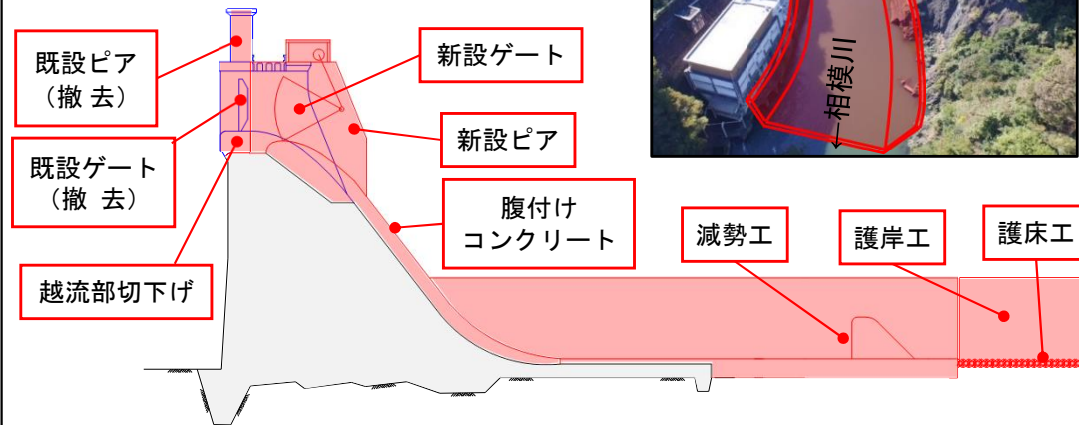 既設ピア
（撤 去）
新設ゲート
新設ピア
既設ゲート
（撤 去）
越流部切下げ
腹付け
コンクリート
減勢工
護岸工
護床工
←相模川